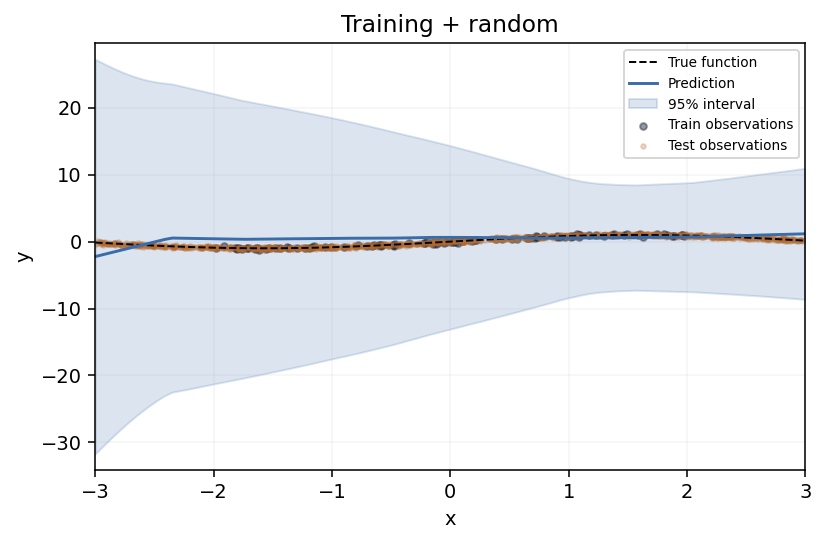 Training + random
True function
Prediction
95% interval
Train observations
Test observations
20
10
0
−10
−20
−30
y
−3 −2 −1 0 1 2 3
x